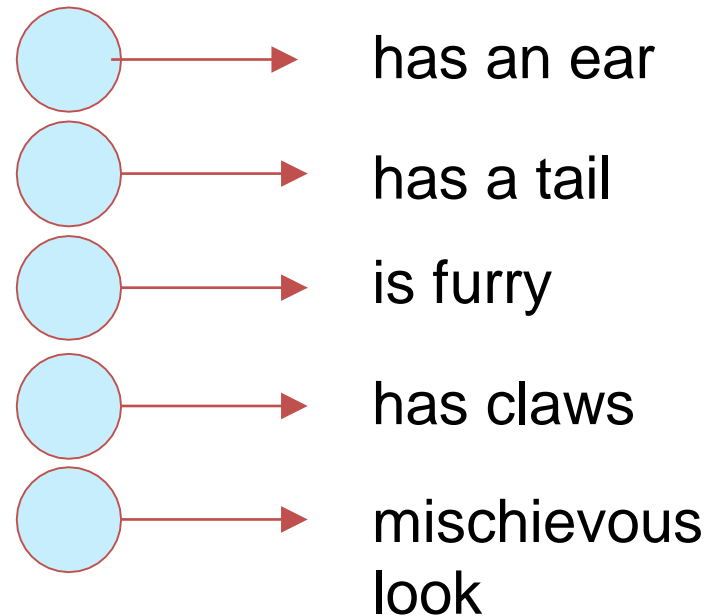 has an ear
has a tail
is furry
has claws
mischievous
look